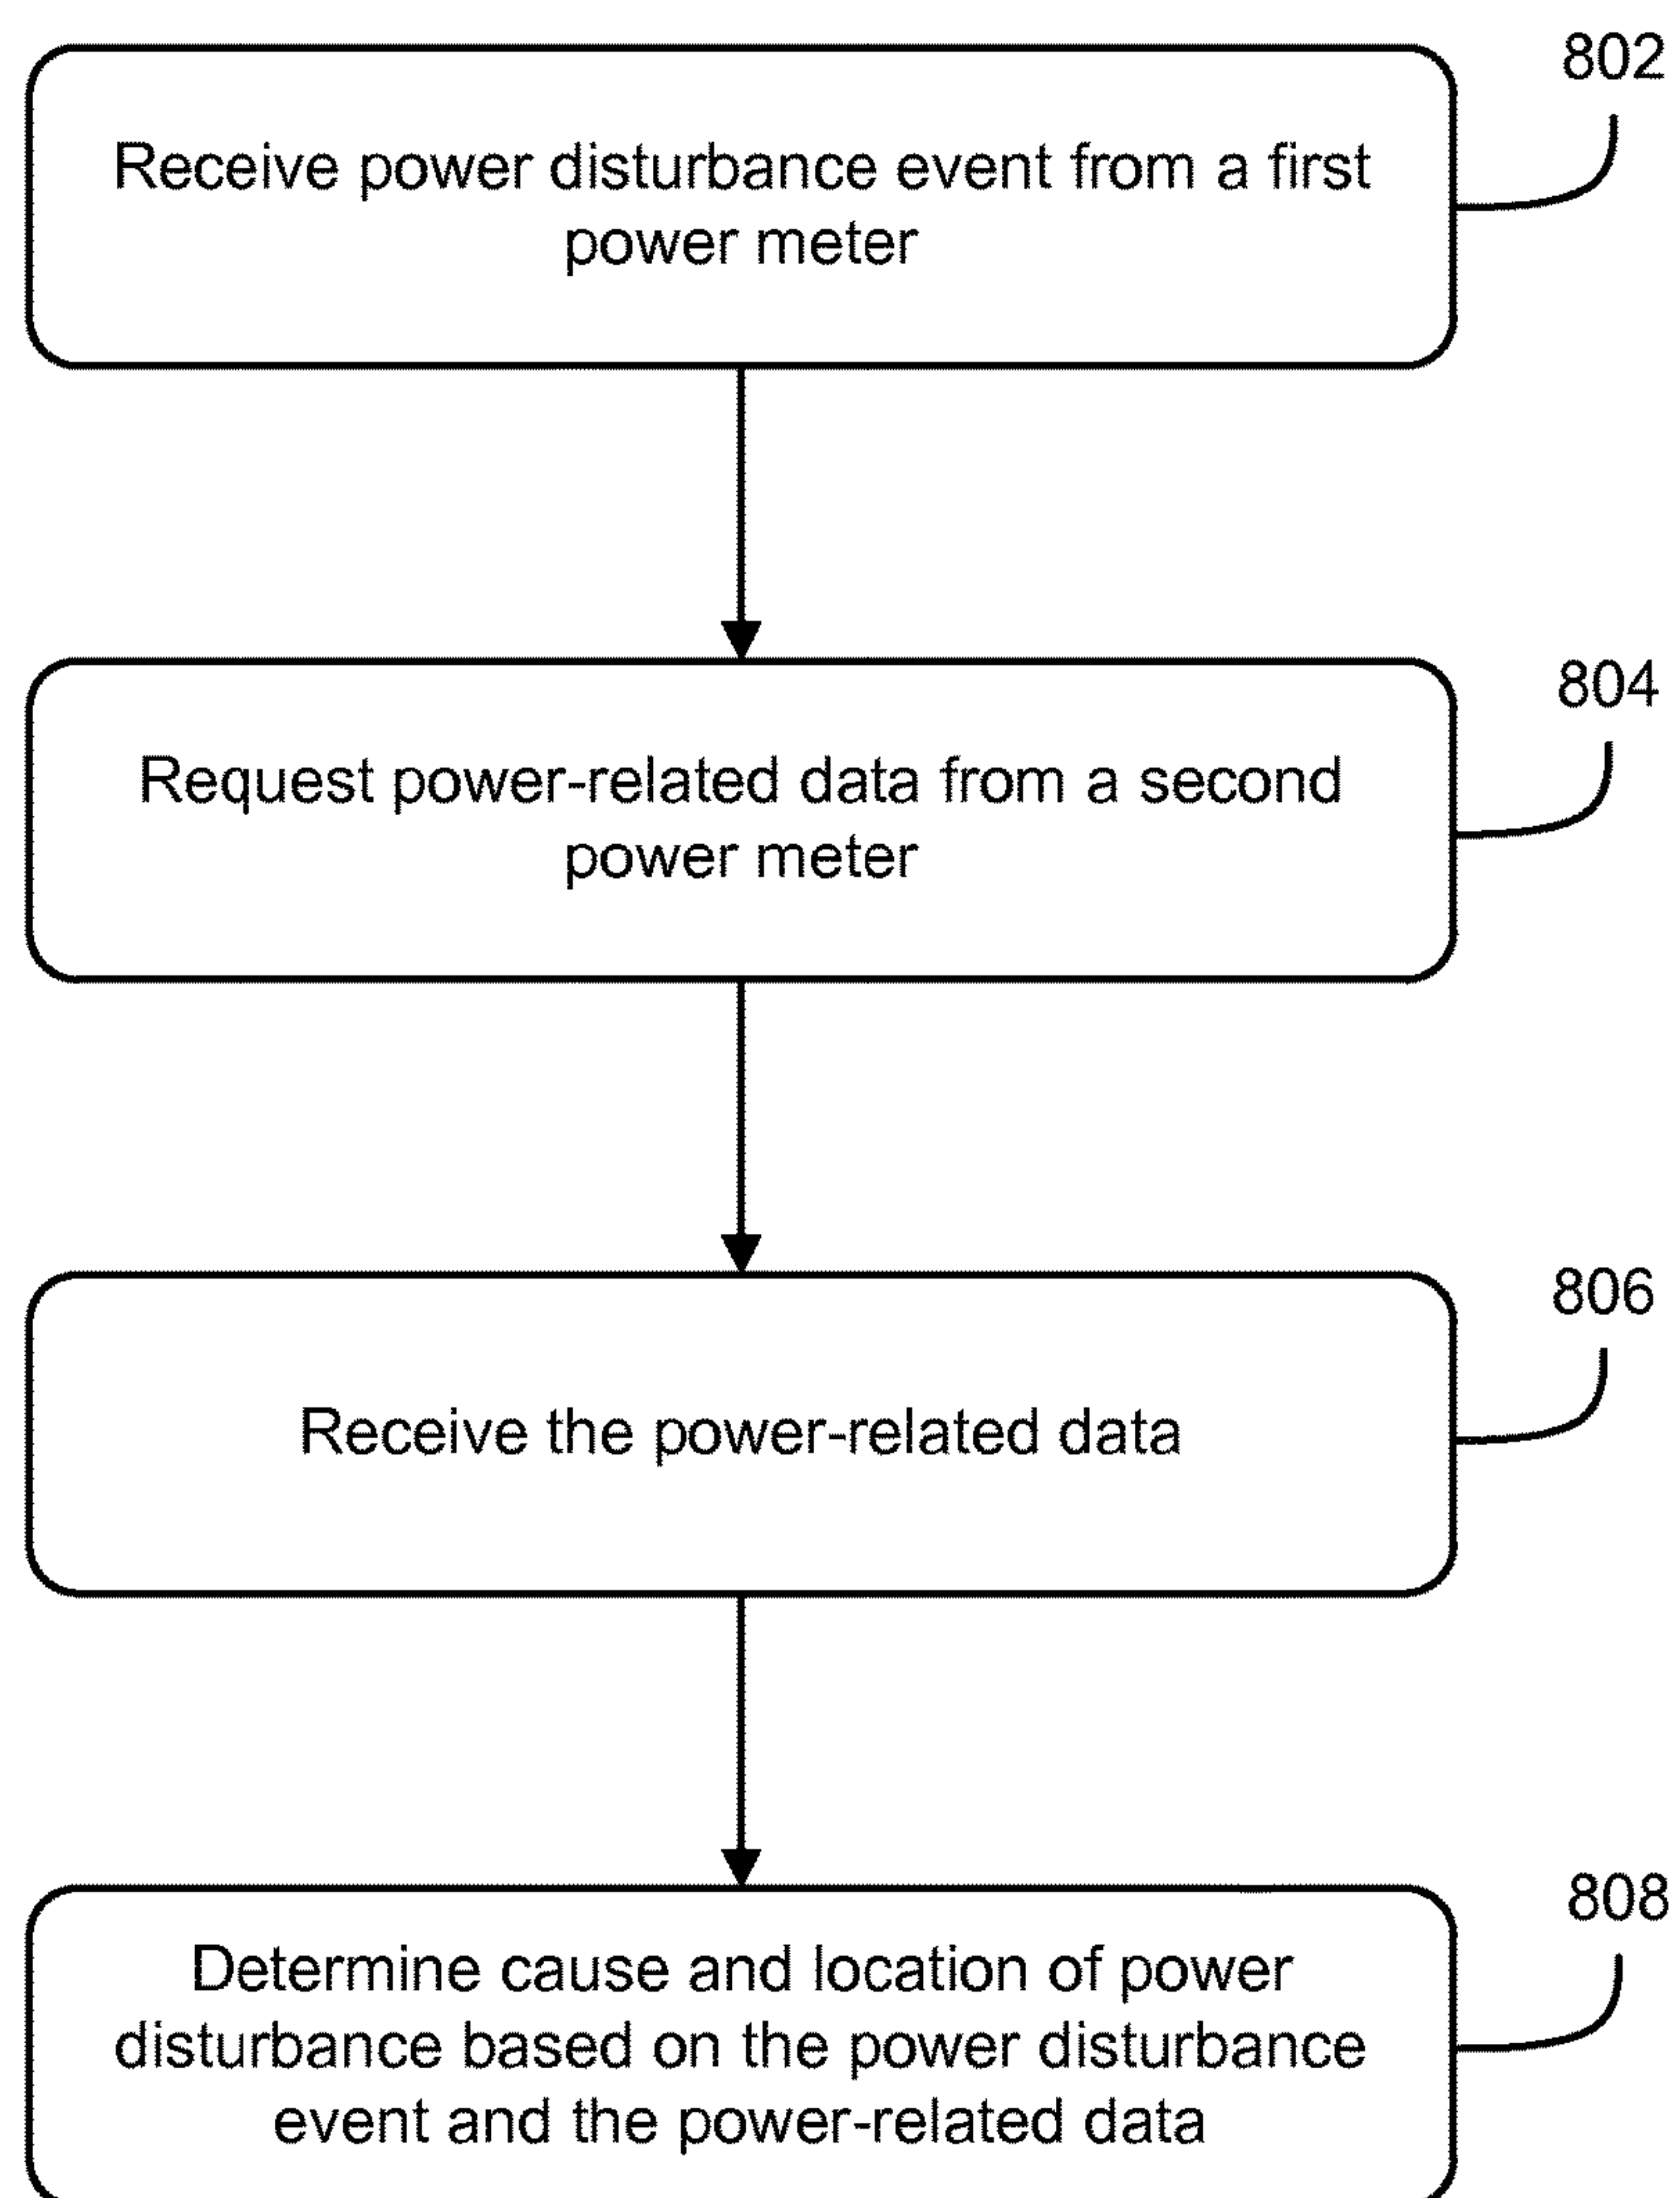 802
Receive power disturbance event from a first
power meter
804
Request power-related data from a second
power meter
806
Receive the power-related data
808
Determine cause and location of power
disturbance based on the power disturbance
event and the power-related data